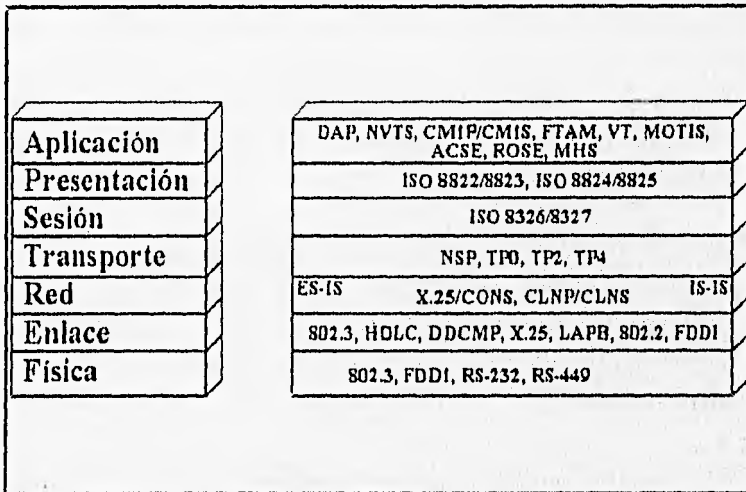 Aplicación
DAP, NVTS, CMIP/CMIS, FTAM, VT, MOTIS,
ACSE, ROSE, MHS
Presentación
ISO 8822/8823, ISO 8824/8825
Sesión
ISO 8326/8327
Transporte
NSP, TP0, TP2, TP4
Red
ES-IS
X.25/CONS, CLNP/CLNS
IS-IS
Enlace
802.3, HDLC, DDCMP, X.25, LAPB, 802.2, FDDI
Física
802.3, FDDI, RS-232, RS-449